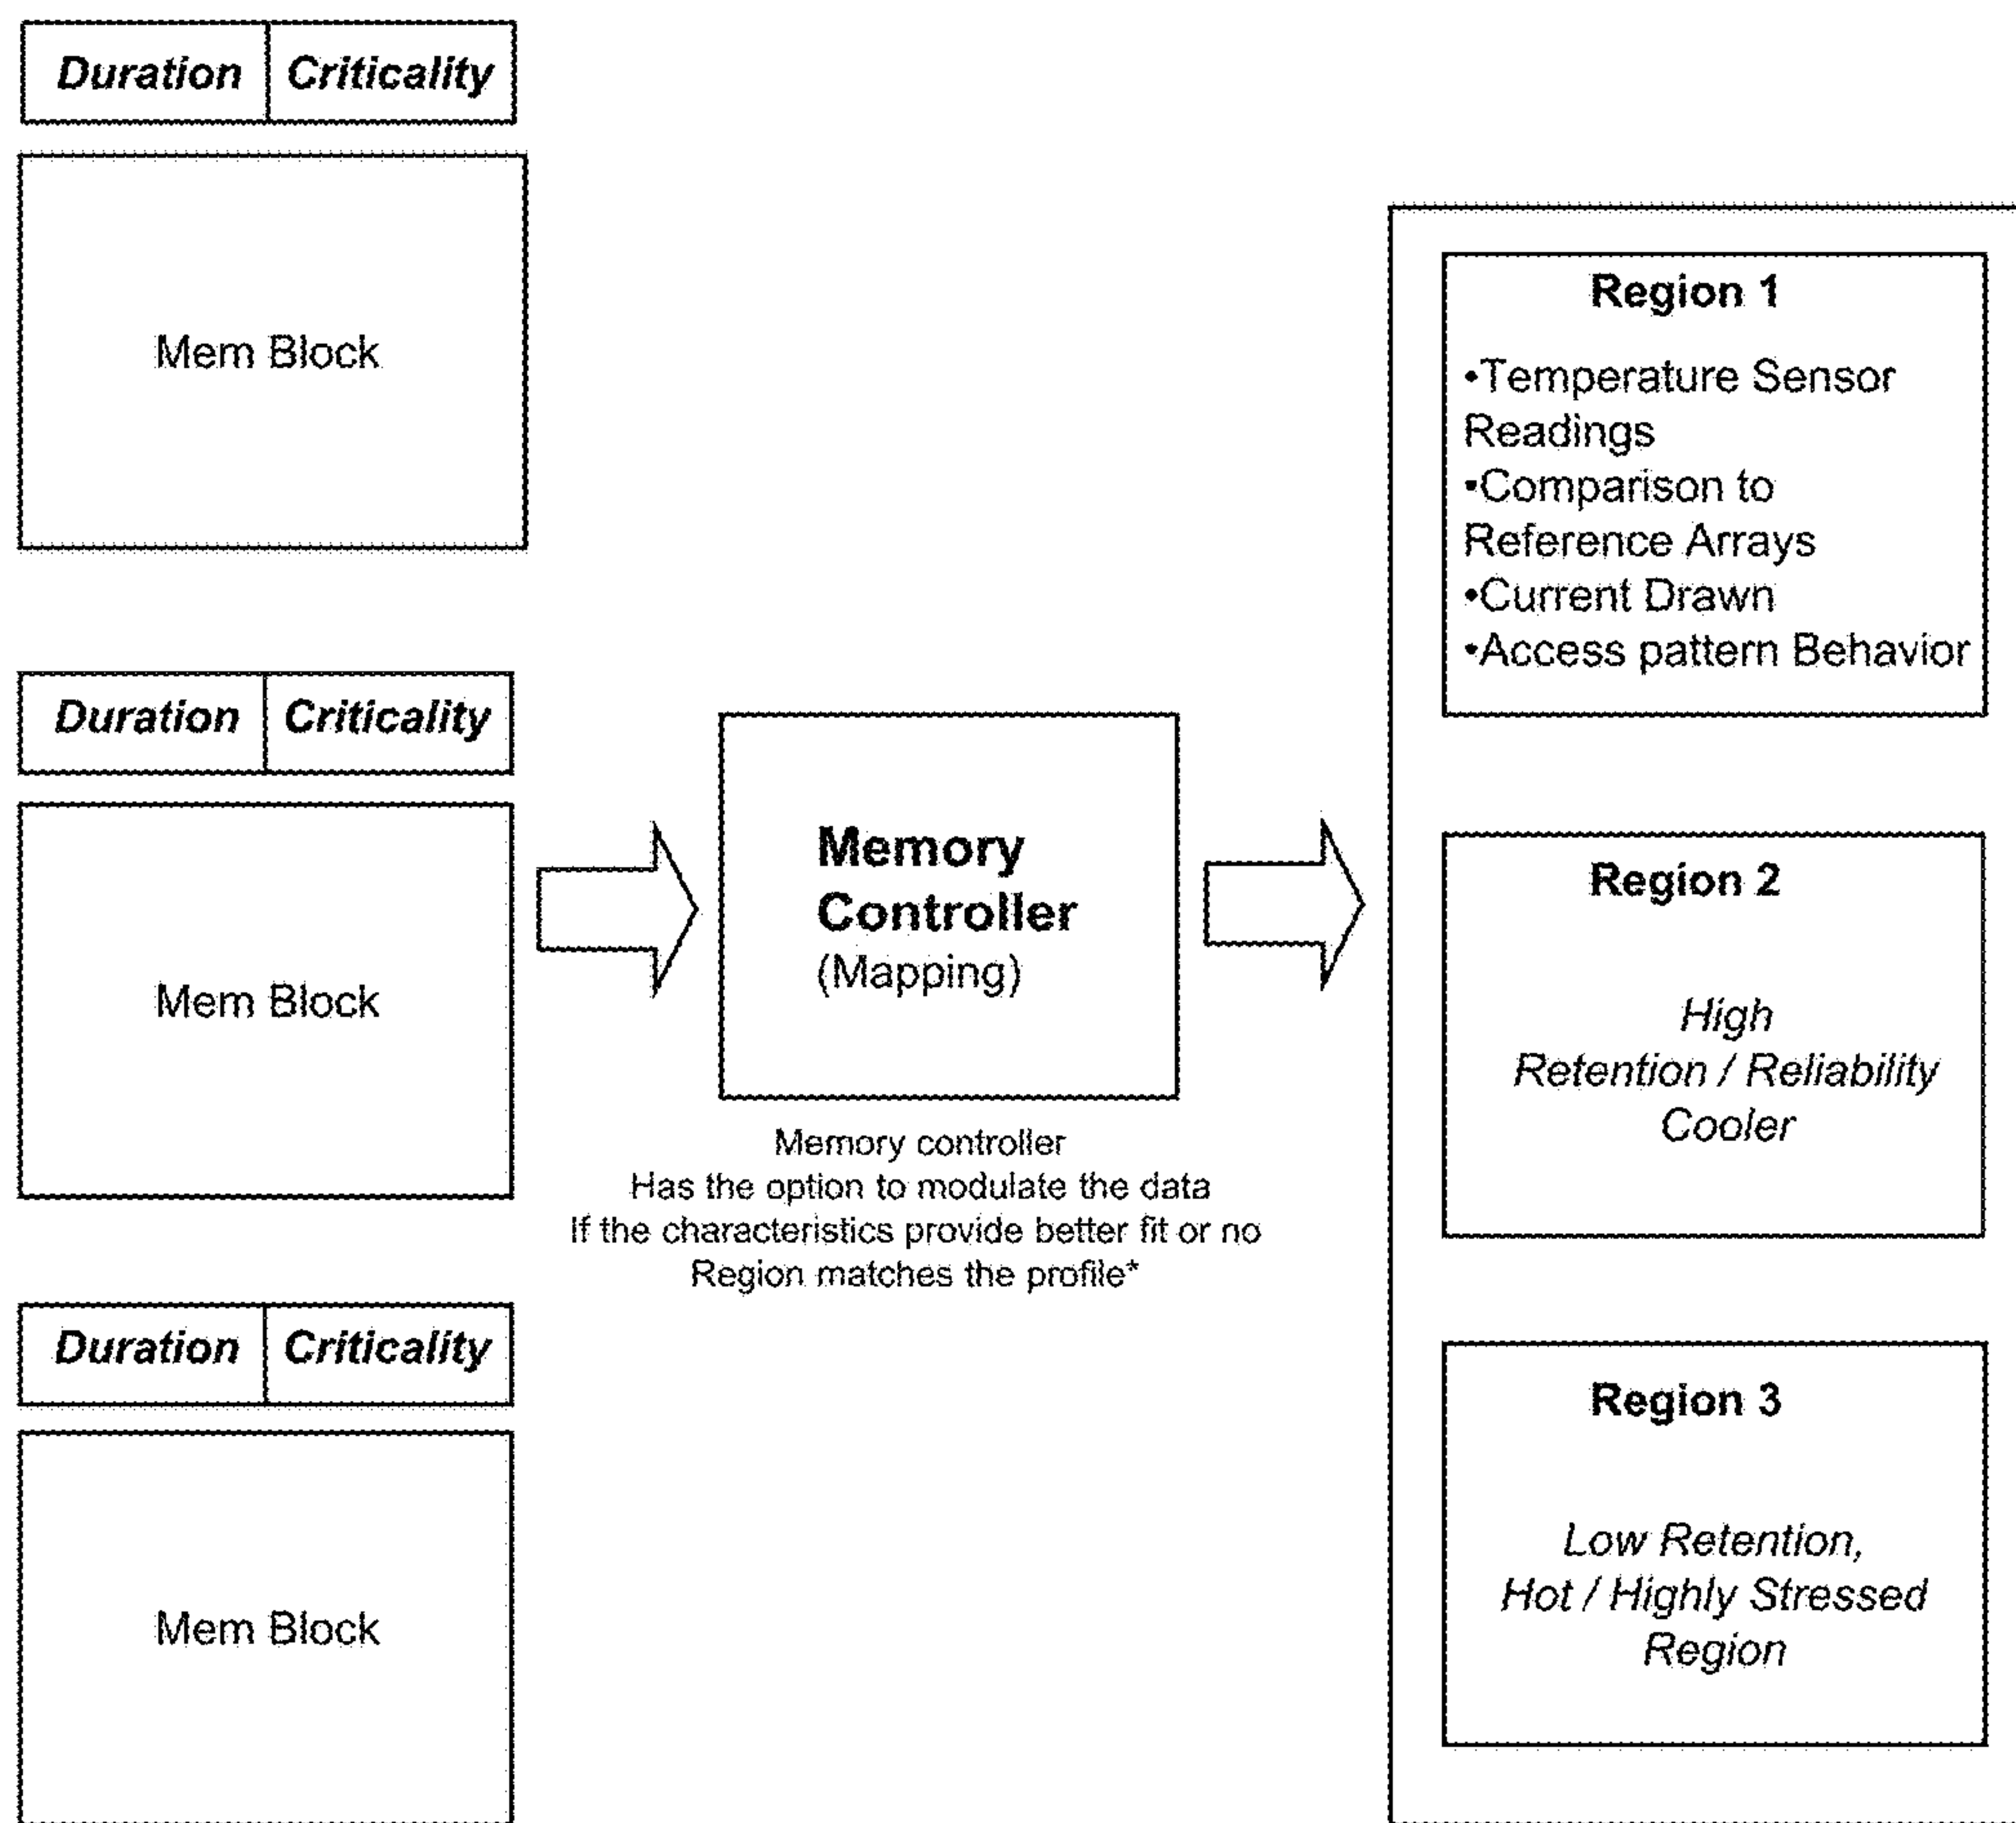 Duration Criticality
Mem Block
Duration Criticality
Mem Block
Duration Criticality
Mem Block
Memory
Controller
(Mapping)
Memory controller
Has the option to modulate the data
If the characteristics provide better fit or no
Region matches the profile*
Region 1
•Temperature Sensor
Readings
•Comparison to
Reference Arrays
•Current Drawn
•Access pattern Behavior
Region 2
High
Retention / Reliability
Cooler
Region 3
Low Retention,
Hot / Highly Stressed
Region